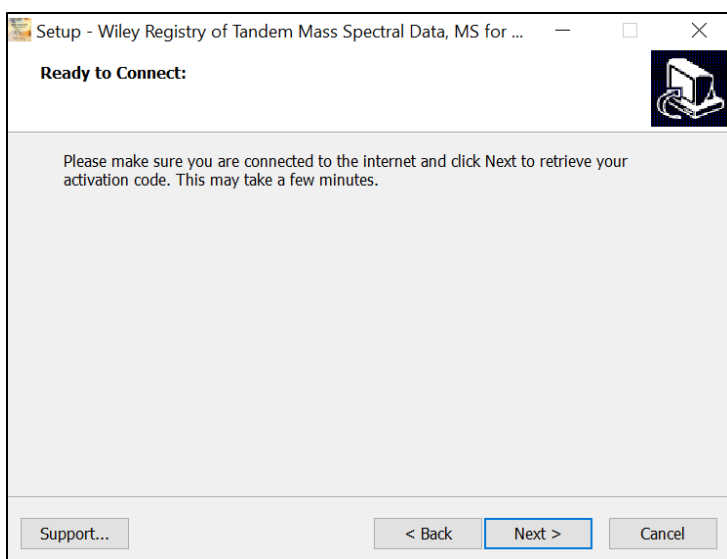 Setup - Wiley Registry of Tandem Mass Spectral Data, MS for ...
Ready to Connect:
Please make sure you are connected to the internet and click Next to retrieve your
activation code. This may take a few minutes.
Support... < Back Next > Cancel